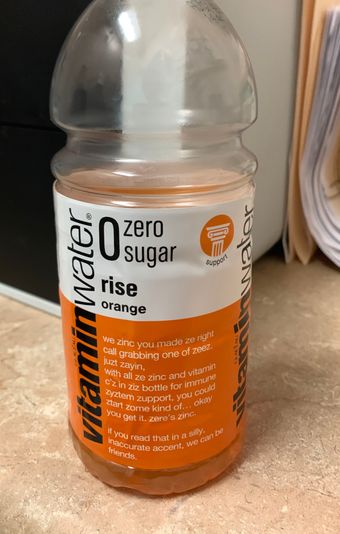 vitaminwater®
0 zero
sugar
support
rise
orange
we zinc you made ze right
call grabbing one of zeez.
juzt zayin,
with all ze zinc and vitamin
c'z in ziz bottle for immune
zyztem support, you could
ztart zome kind of... okay
you get it. zere's zinc.
if you read that in a silly,
inaccurate accent, we can be
friends.
vitaminwater